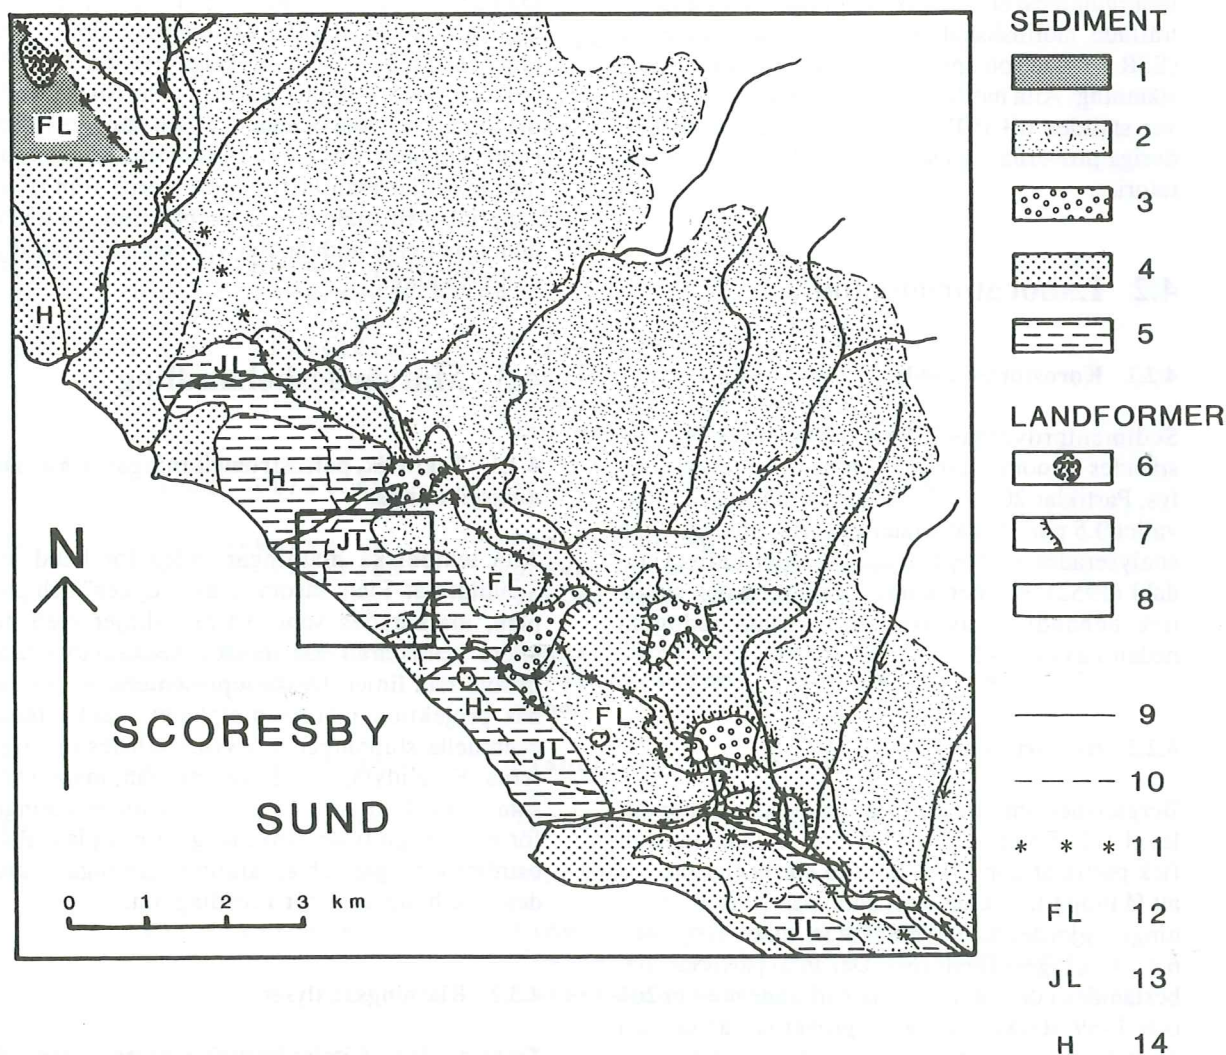 SEDIMENT
1
2
3
4
5
LANDFORMER
6
7
8
9
10
* * * 11
FL 12
JL 13
H 14
FL
H
JL
H
JL
FL
H
FL
JL
JL
N
SCORESBY
SUND
0 1 2 3 km